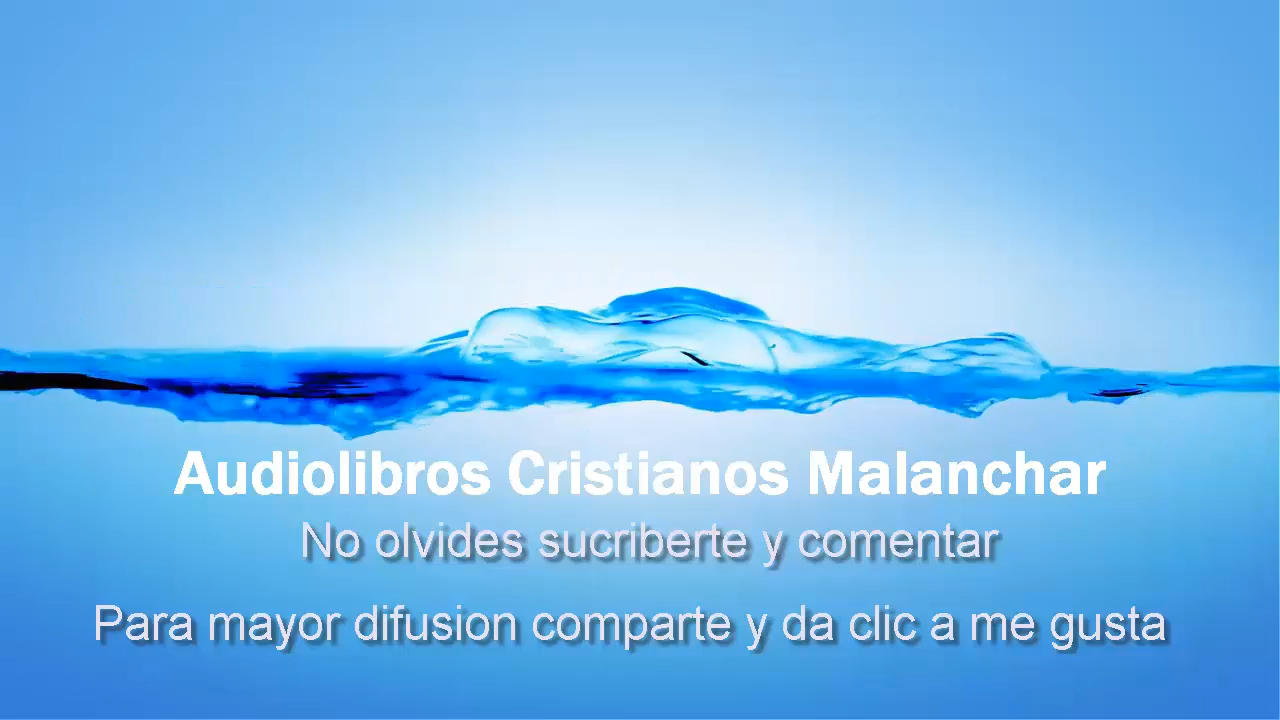 Audiolibros Cristianos Malanchar
No olvides sucriberte y comentar
Para mayor difusion comparte y da clic a me gusta